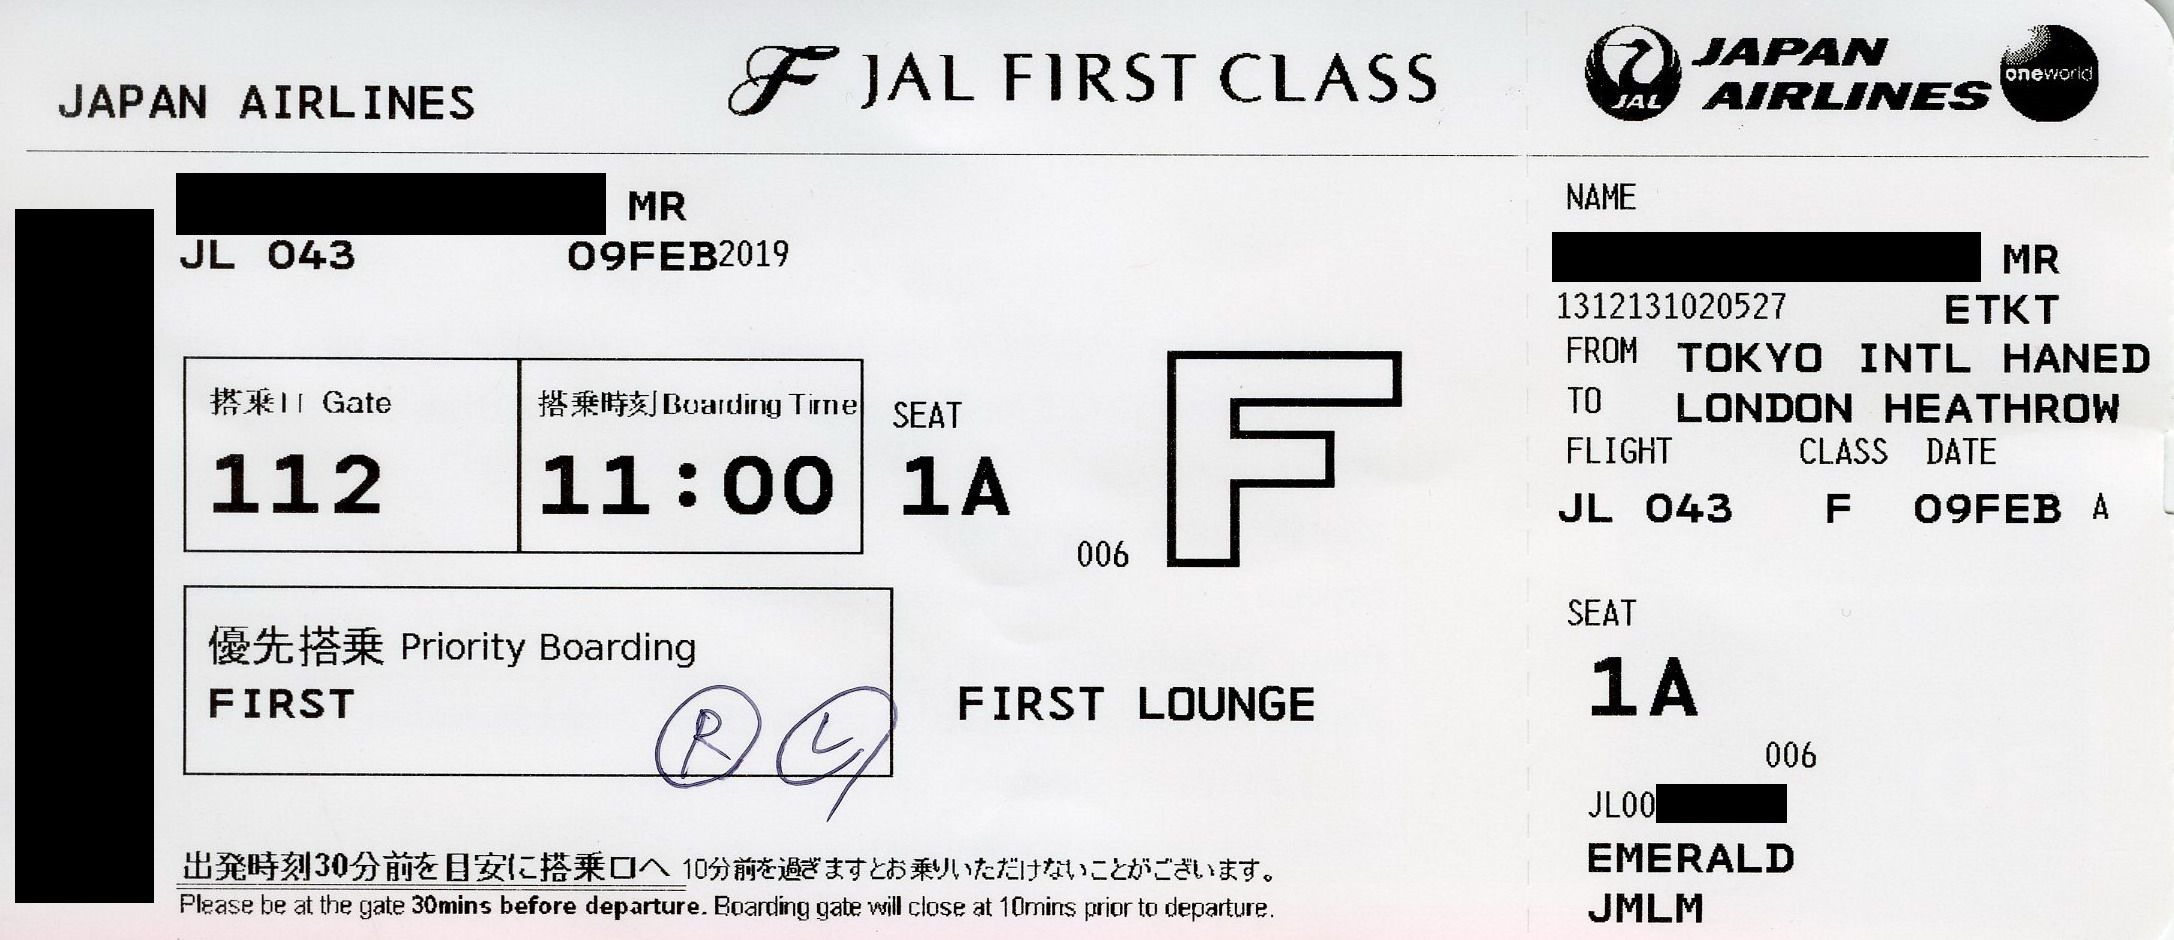 JAPAN AIRLINES
F JAL FIRST CLASS
JAL
JAPAN AIRLINES
oneworld
MR
JL 043 09FEB2019
搭乗口 Gate
112
搭乗時刻 Boarding Time
11:00
SEAT
1A
006
F
優先搭乗 Priority Boarding
FIRST
R L
FIRST LOUNGE
出発時刻30分前を目安に搭乗口へ 10分前を過ぎますとお乗りいただけないことがございます。
Please be at the gate 30mins before departure. Boarding gate will close at 10mins prior to departure.
NAME
MR
1312131020527 ETKT
FROM TOKYO INTL HANED
TO LONDON HEATHROW
FLIGHT CLASS DATE
JL 043 F 09FEB A
SEAT
1A
006
JL00
EMERALD
JMLM